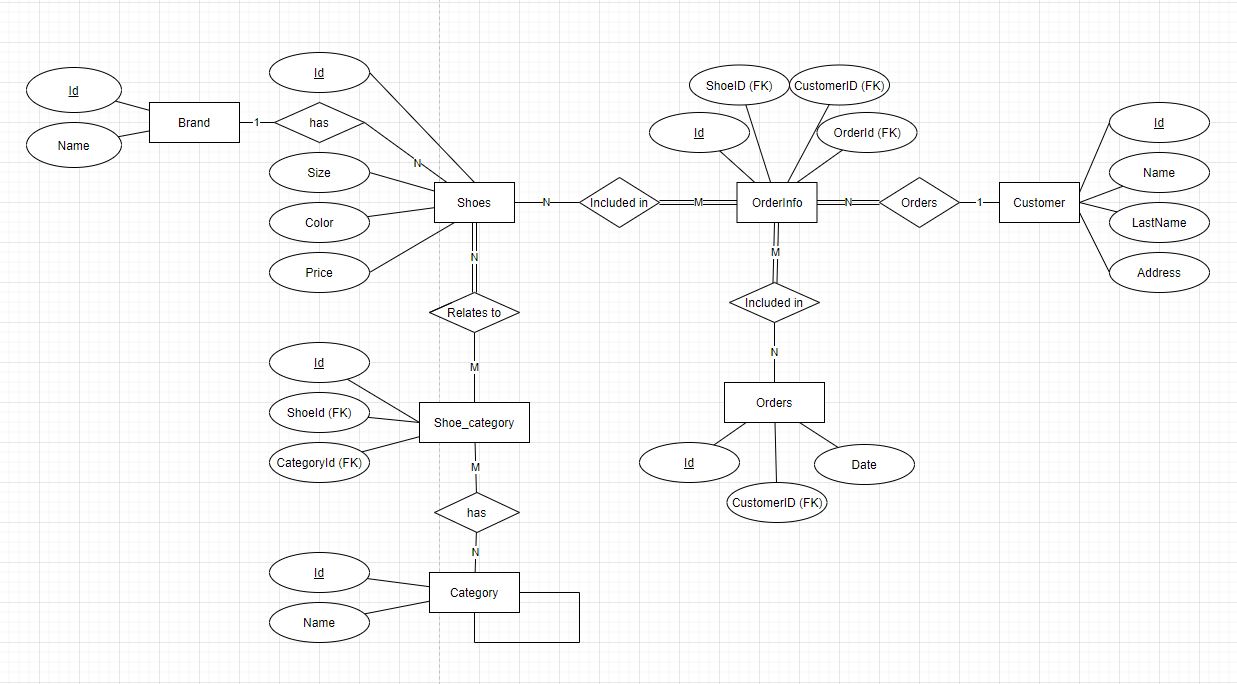 Id
Name
Brand
1
has
N
Id
Size
Color
Price
Shoes
N
Included in
M
ShoeID (FK)
CustomerID (FK)
Id
OrderId (FK)
OrderInfo
N
Orders
1
Customer
Id
Name
LastName
Address
N
Relates to
M
Id
ShoeId (FK)
CategoryId (FK)
Shoe_category
M
has
N
Id
Name
Category
M
Included in
N
Orders
Id
CustomerID (FK)
Date